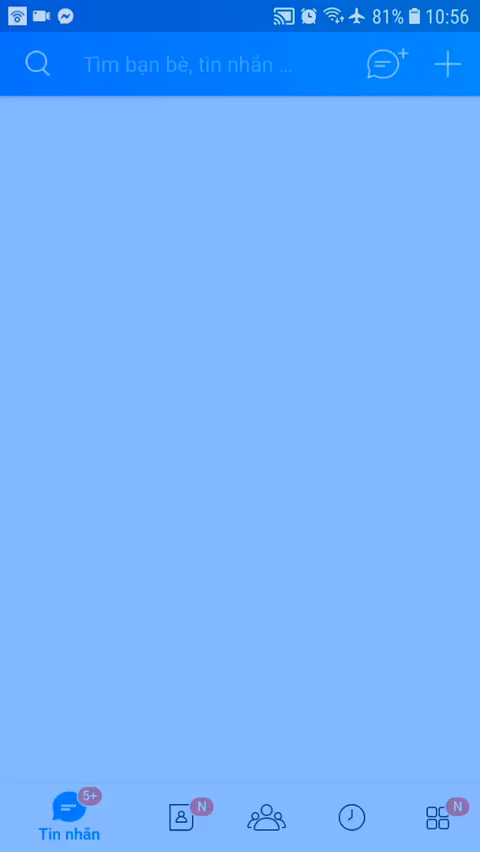 81% 10:56
Tìm bạn bè, tin nhắn ...
5+
N
N
Tin nhắn